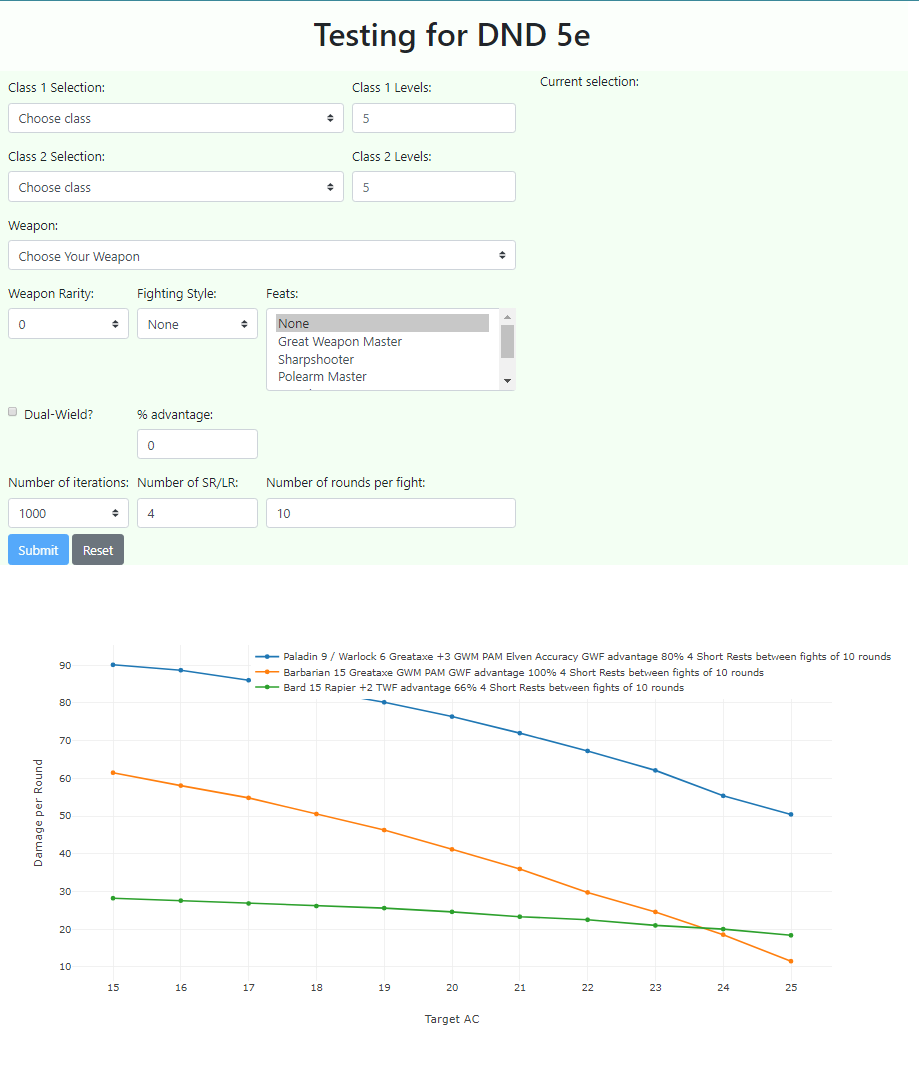 Testing for DND 5e
Class 1 Selection: Class 1 Levels: Current selection:
Choose class 5
Class 2 Selection: Class 2 Levels:
Choose class 5
Weapon:
Choose Your Weapon
Weapon Rarity: Fighting Style: Feats:
0 None None
Great Weapon Master
Sharpshooter
Polearm Master
Dual-Wield? % advantage:
0
Number of iterations: Number of SR/LR: Number of rounds per fight:
1000 4 10
Submit Reset
Paladin 9 / Warlock 6 Greataxe +3 GWM PAM Elven Accuracy GWF advantage 80% 4 Short Rests between fights of 10 rounds
Barbarian 15 Greataxe GWM PAM GWF advantage 100% 4 Short Rests between fights of 10 rounds
Bard 15 Rapier +2 TWF advantage 66% 4 Short Rests between fights of 10 rounds
90
80
70
60
50
40
30
20
10
Damage per Round
15 16 17 18 19 20 21 22 23 24 25
Target AC